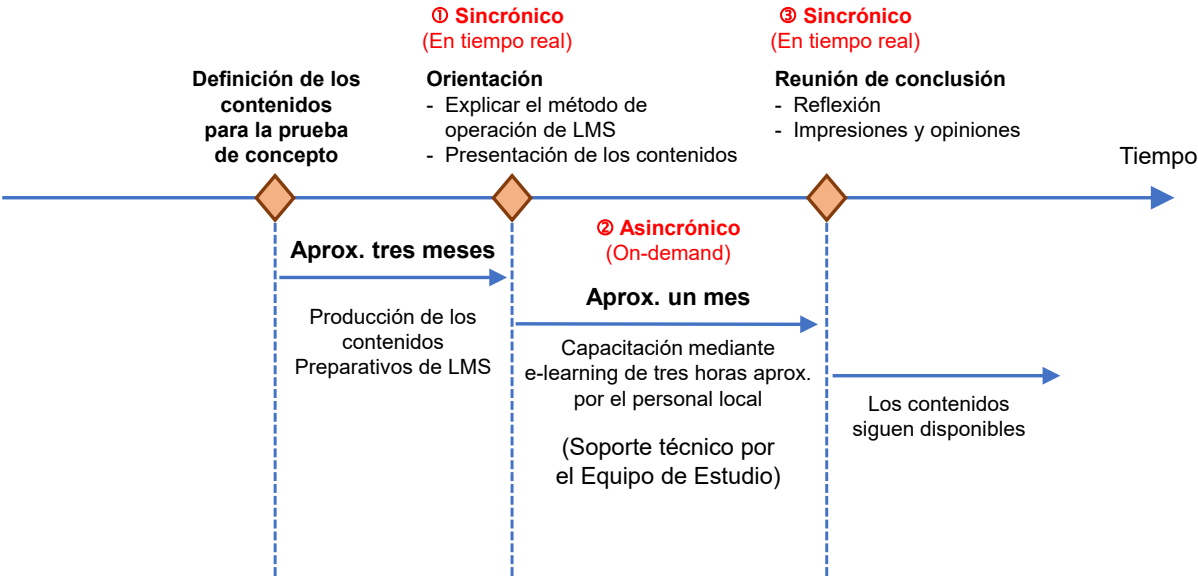 ① Sincrónico
(En tiempo real)
③ Sincrónico
(En tiempo real)
Definición de los
contenidos
para la prueba
de concepto
Orientación
- Explicar el método de
operación de LMS
- Presentación de los contenidos
Reunión de conclusión
- Reflexión
- Impresiones y opiniones
Tiempo
Aprox. tres meses
Producción de los
contenidos
Preparativos de LMS
② Asincrónico
(On-demand)
Aprox. un mes
Capacitación mediante
e-learning de tres horas aprox.
por el personal local
(Soporte técnico por
el Equipo de Estudio)
Los contenidos
siguen disponibles